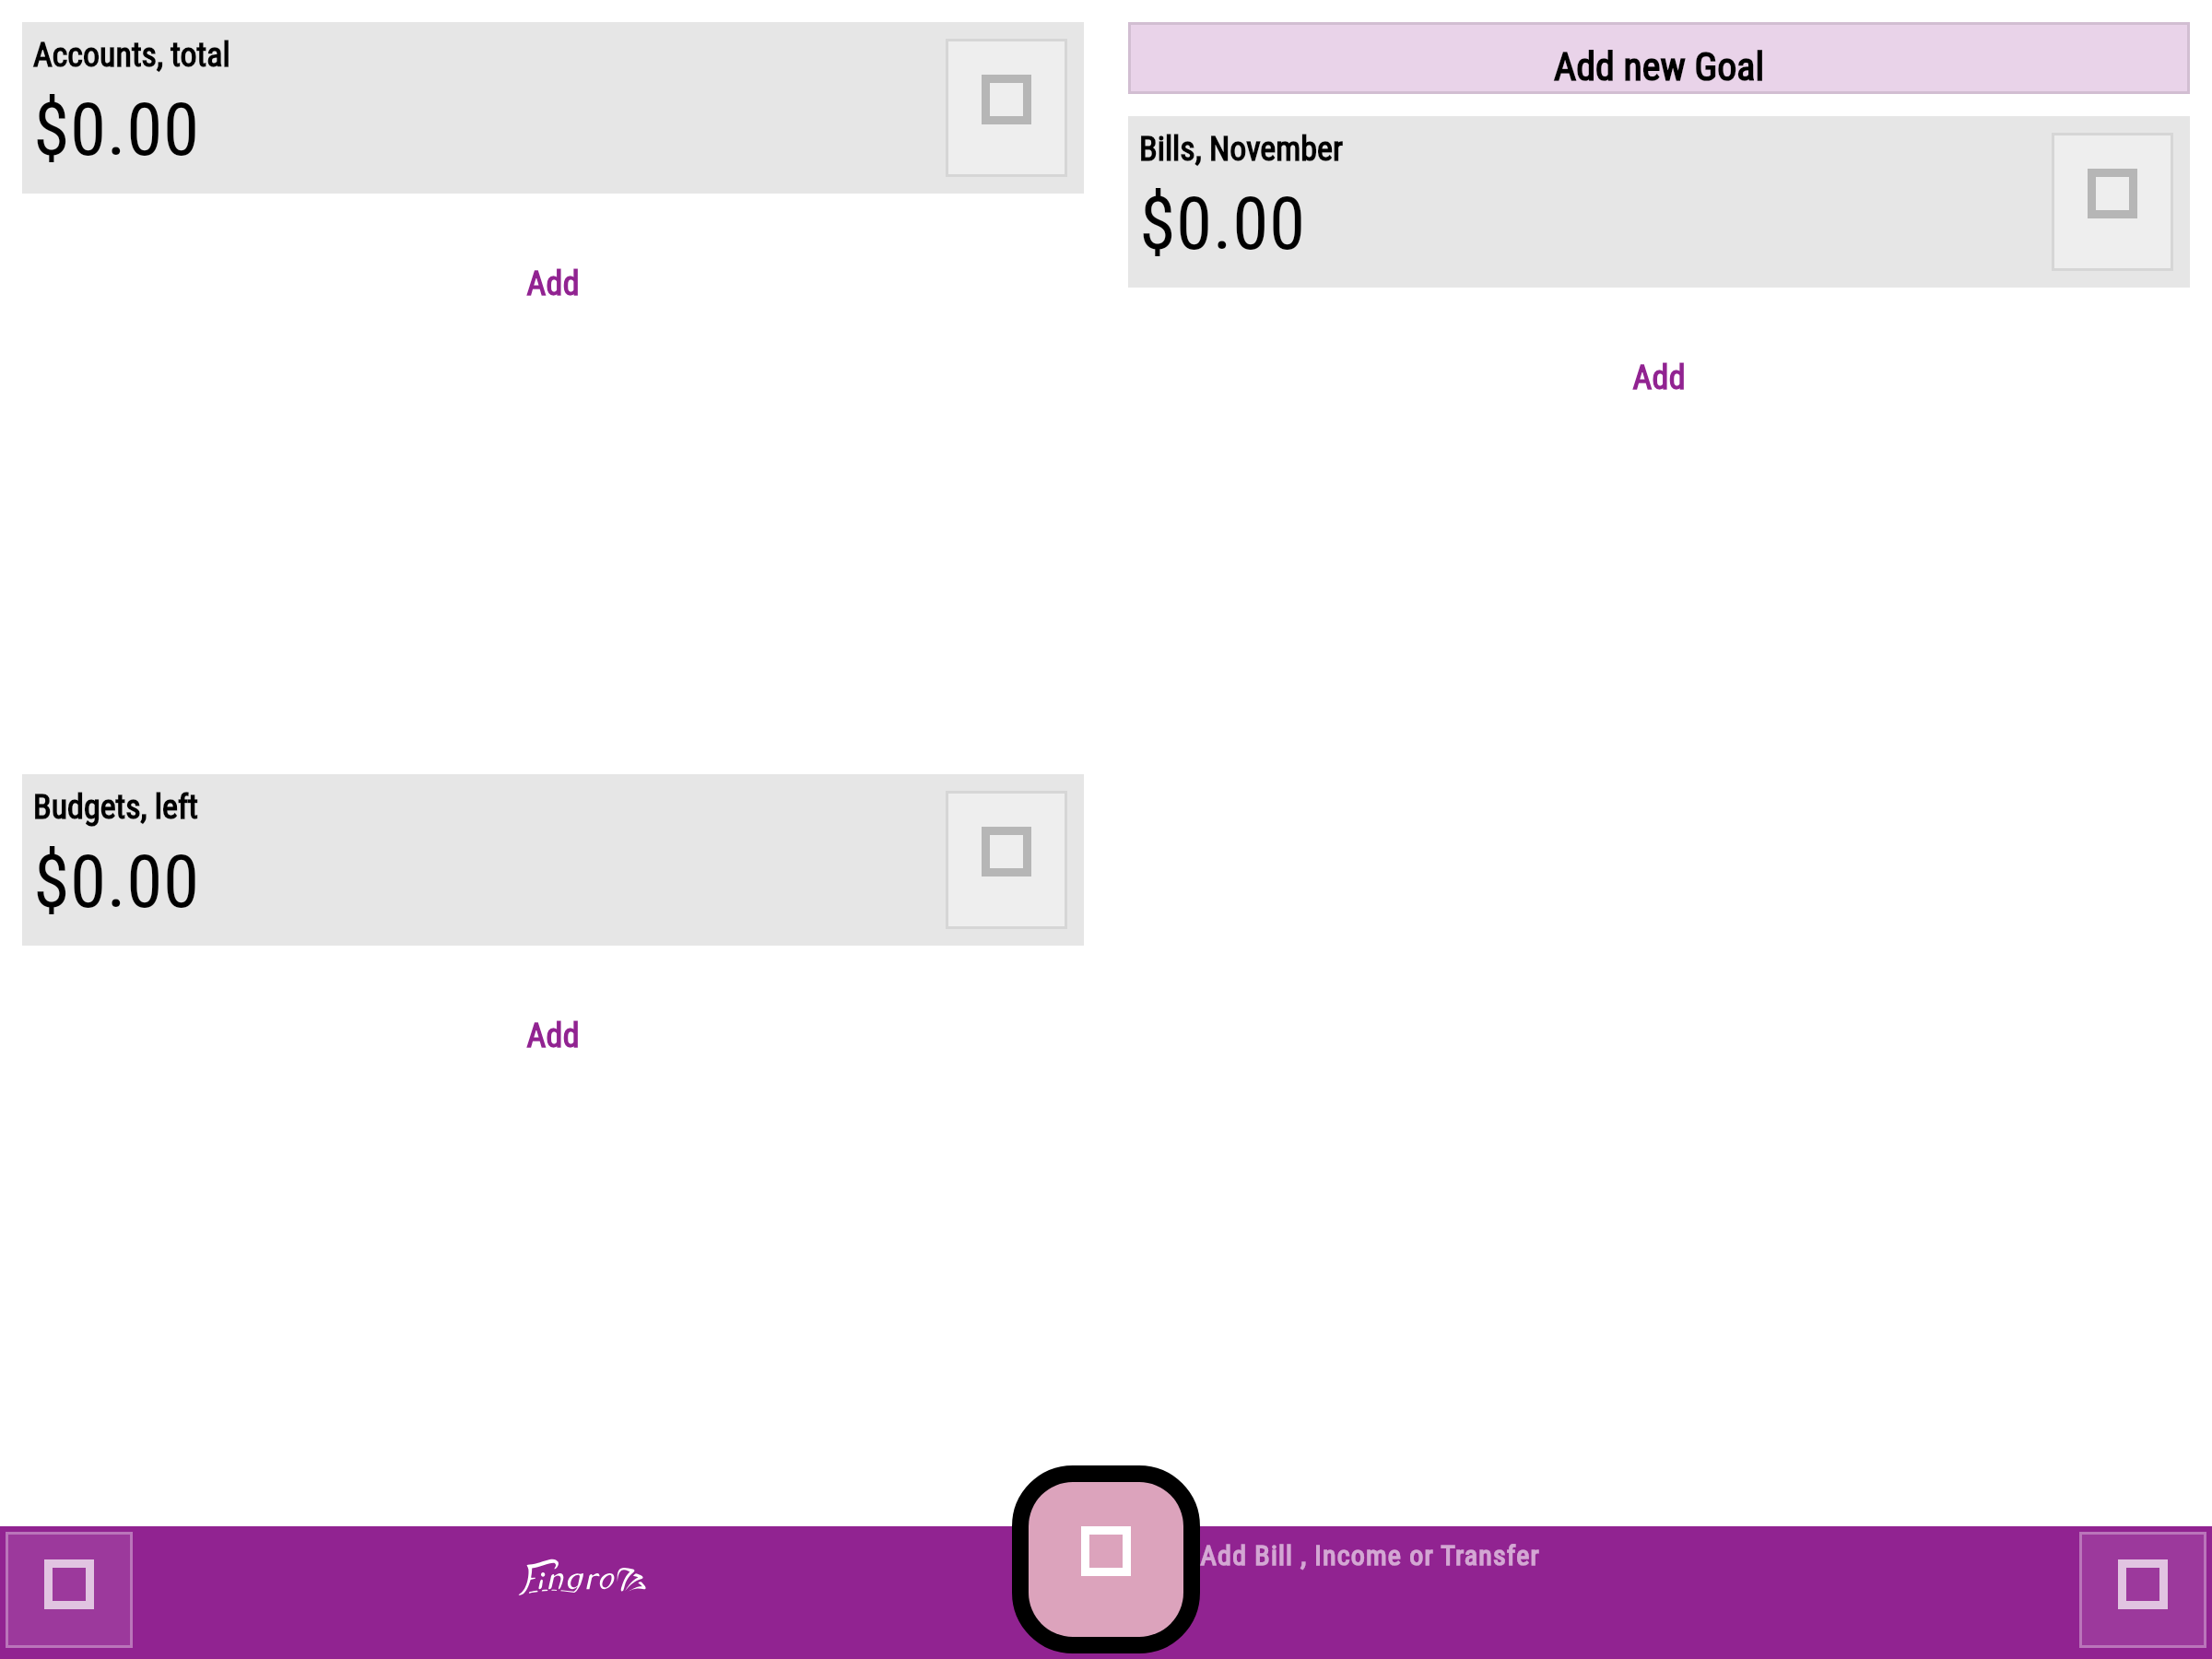 Accounts, total
$0.00
Add
Budgets, left
$0.00
Add
Add new Goal
Bills, November
$0.00
Add
Add Bill , Income or Transfer